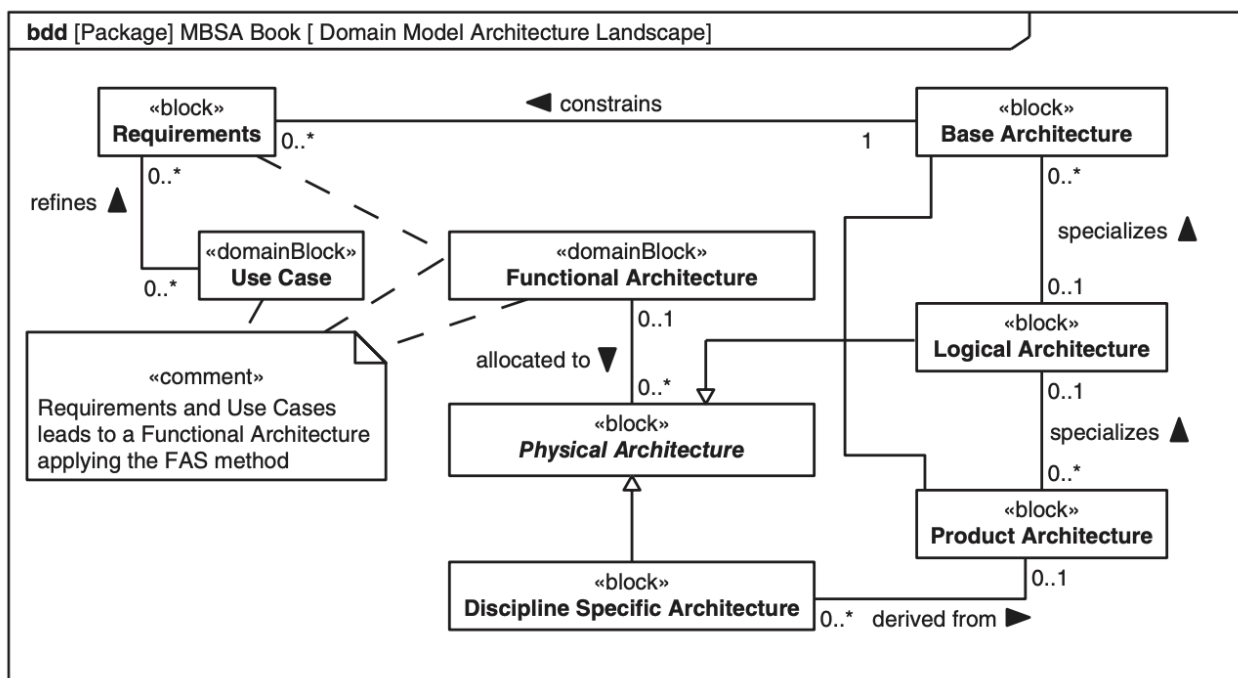 bdd [Package] MBSA Book [ Domain Model Architecture Landscape]
«block»
Requirements
0..*
◀ constrains
1
«block»
Base Architecture
0..*
refines ▲
0..*
«domainBlock»
Use Case
«domainBlock»
Functional Architecture
0..*
specializes ▲
0..1
«block»
Logical Architecture
0..1
allocated to ▼
0..*
«comment»
Requirements and Use Cases
leads to a Functional Architecture
applying the FAS method
«block»
Physical Architecture
0..1
specializes ▲
0..*
«block»
Product Architecture
0..1
«block»
Discipline Specific Architecture
0..*
derived from ▶